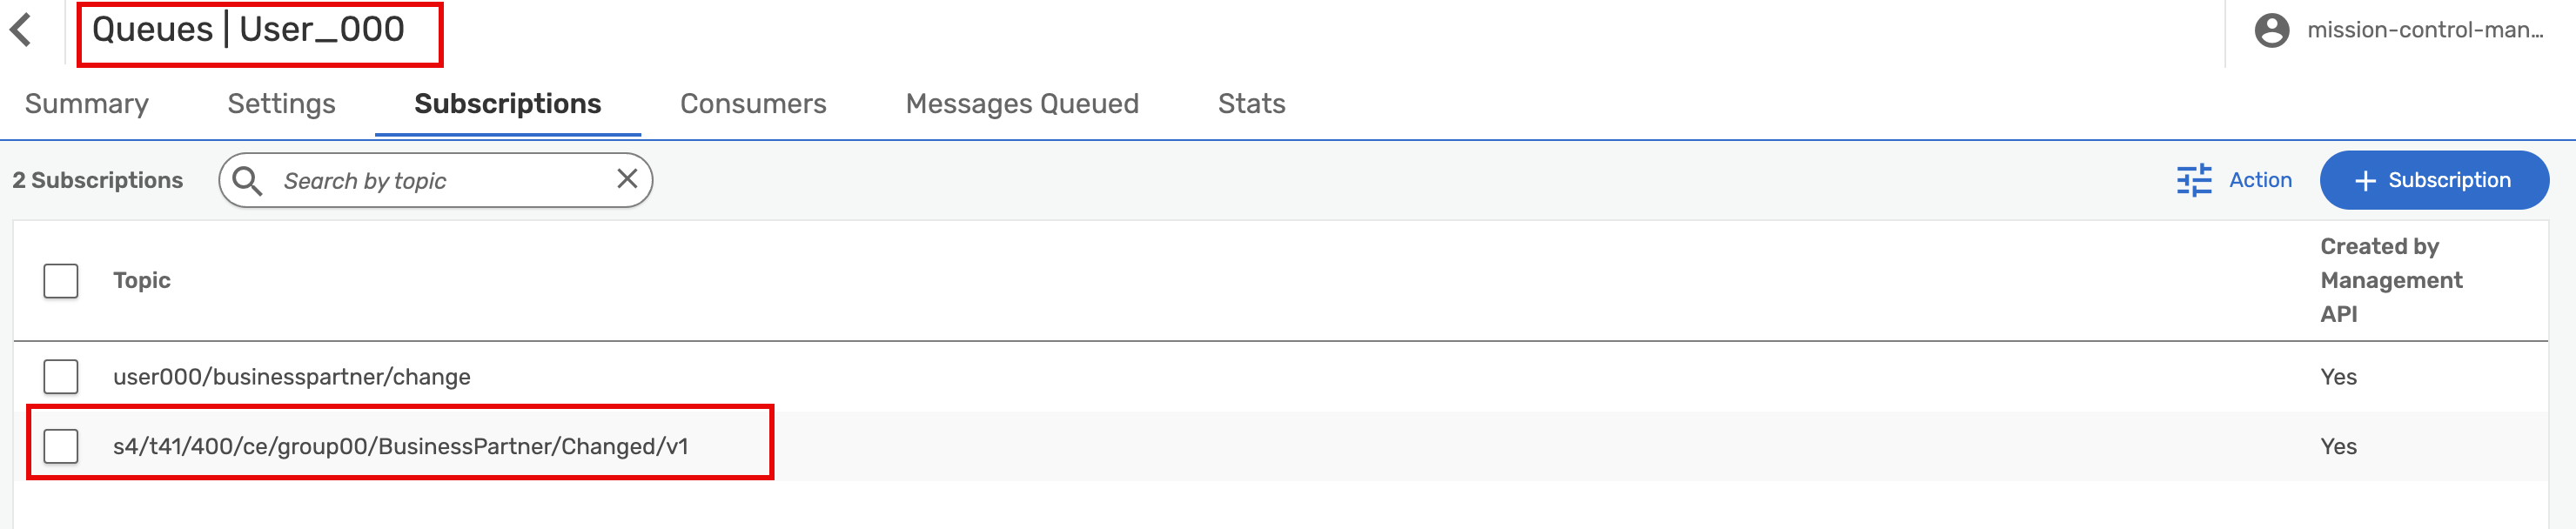 Queues | User_000
mission-control-man...
Summary Settings Subscriptions Consumers Messages Queued Stats
2 Subscriptions Search by topic Action + Subscription
Topic Created by Management API
user000/businesspartner/change Yes
s4/t41/400/ce/group00/BusinessPartner/Changed/v1 Yes